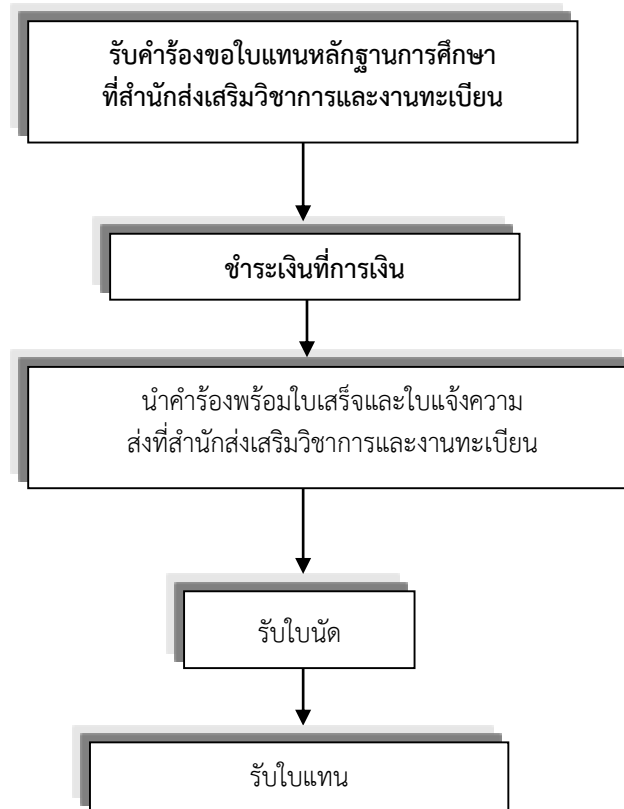 รับคำร้องขอใบแทนหลักฐานการศึกษา
ที่สำนักส่งเสริมวิชาการและงานทะเบียน
ชำระเงินที่การเงิน
นำคำร้องพร้อมใบเสร็จและใบแจ้งความ
ส่งที่สำนักส่งเสริมวิชาการและงานทะเบียน
รับใบนัด
รับใบแทน